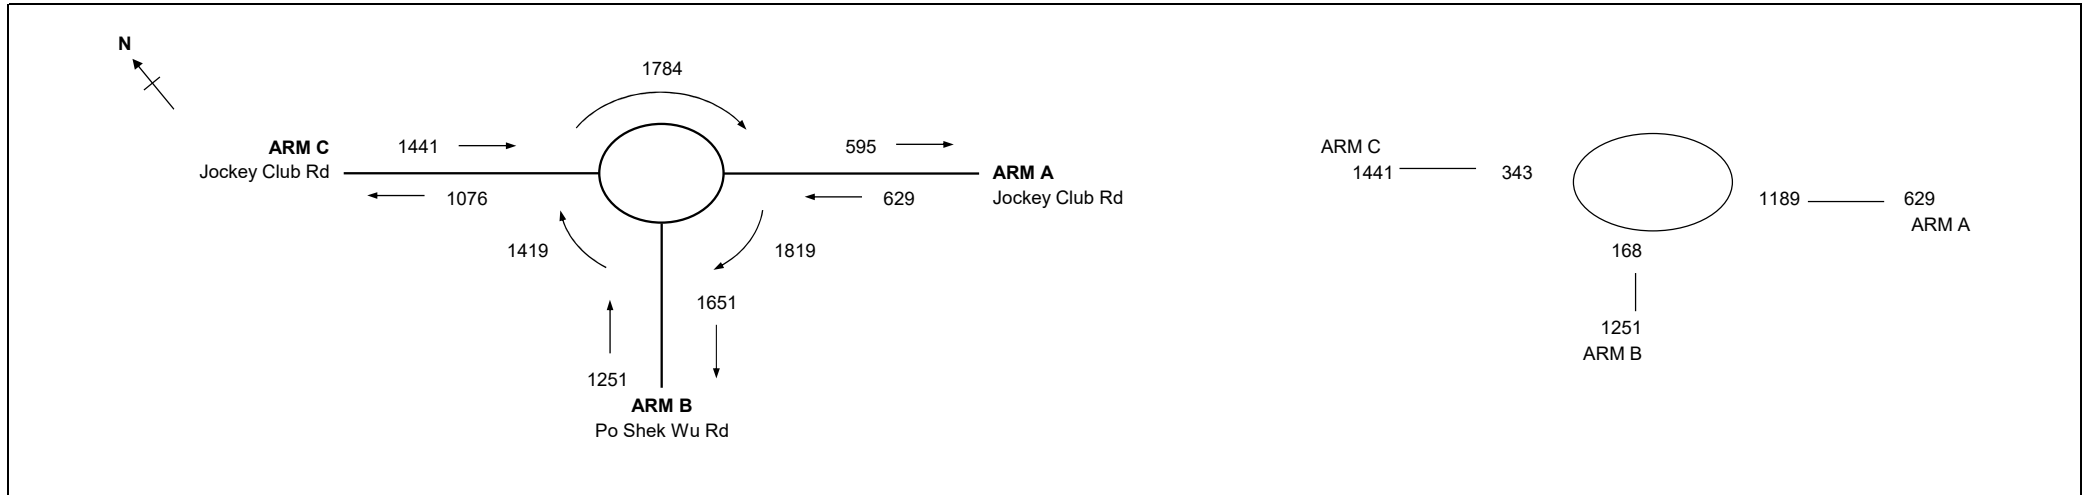 N
1784
ARM C
1441
595
Jockey Club Rd
ARM A
1076
629
Jockey Club Rd
1419
1819
1651
1251
ARM B
Po Shek Wu Rd
ARM C
1441
343
1189
629
ARM A
168
1251
ARM B